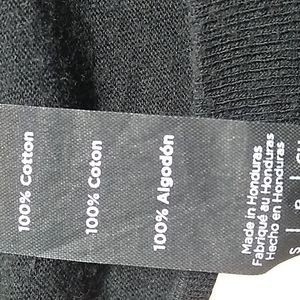 100% Cotton
100% Coton
100% Algodón
Made in Honduras
Fabriqué au Honduras
Hecho en Honduras